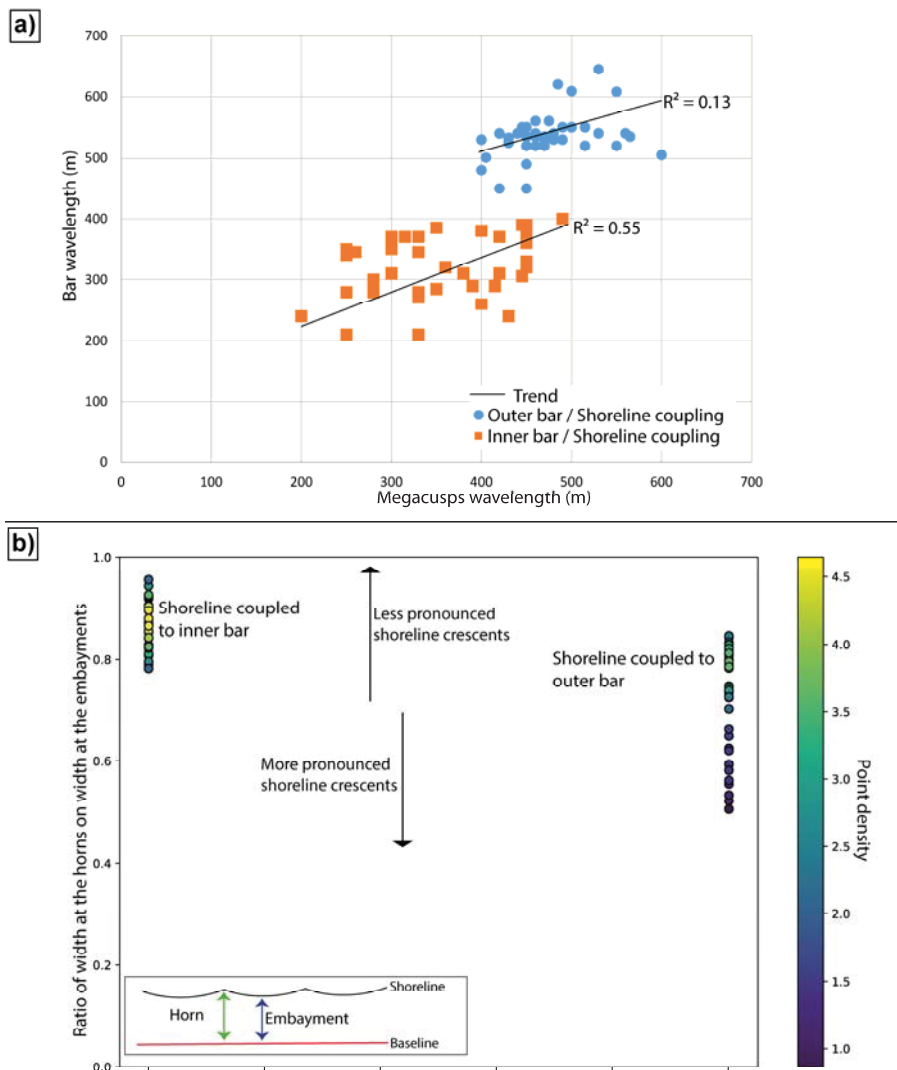 a)
700
600
500
400
300
200
100
0
Bar wavelength (m)
R² = 0.13
R² = 0.55
Trend
Outer bar / Shoreline coupling
Inner bar / Shoreline coupling
0 100 200 300 400 500 600 700
Megacusps wavelength (m)
b)
1.0
0.8
0.6
0.4
0.2
0.0
Ratio of width at the horns on width at the embayments
Shoreline coupled
to inner bar
Less pronounced
shoreline crescents
Shoreline coupled to
outer bar
More pronounced
shoreline crescents
Shoreline
Horn
Embayment
Baseline
4.5
4.0
3.5
3.0
2.5
2.0
1.5
1.0
Point density